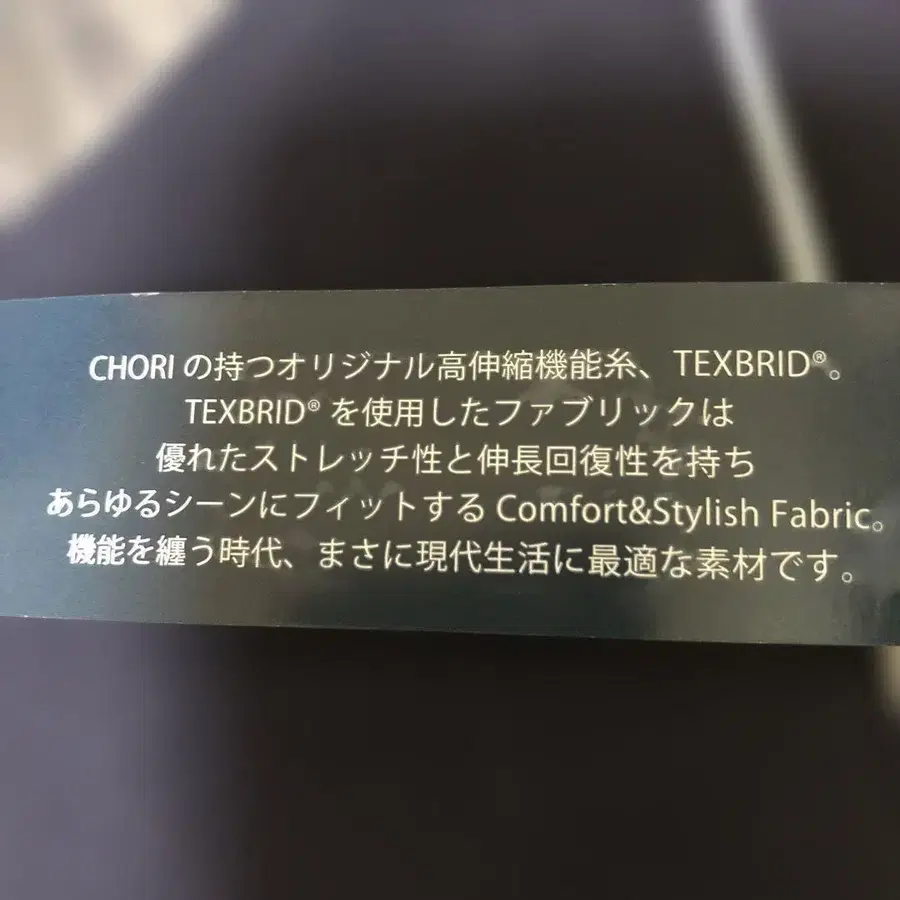 CHORI の持つオリジナル高伸縮機能糸、TEXBRID®。
TEXBRID® を使用したファブリックは
優れたストレッチ性と伸長回復性を持ち
あらゆるシーンにフィットする Comfort&Stylish Fabric。
機能を纏う時代、まさに現代生活に最適な素材です。